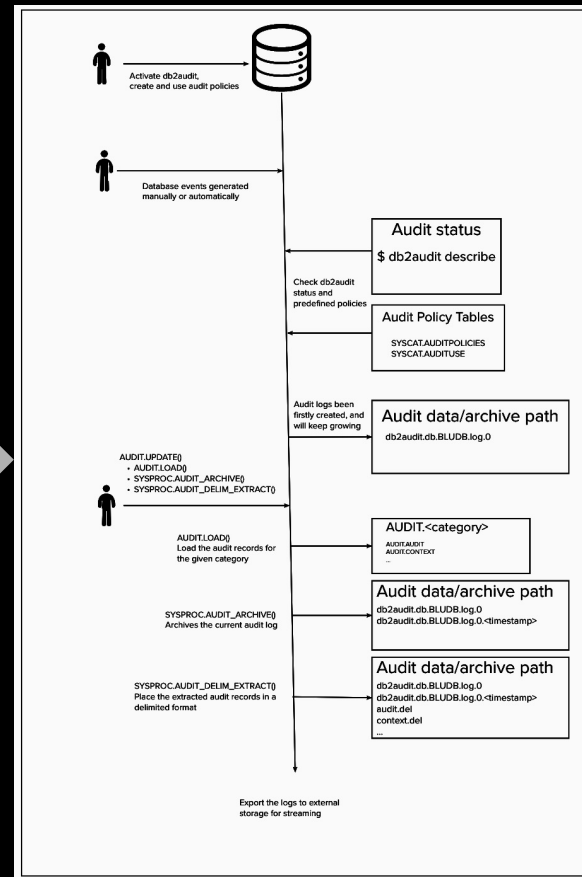 Activate db2audit,
create and use audit policies
Database events generated
manually or automatically
Audit status
$ db2audit describe
Check db2audit
status and
predefined policies
Audit Policy Tables
SYSCAT.AUDITPOLICIES
SYSCAT.AUDITUSE
Audit logs been
firstly created, and
will keep growing
Audit data/archive path
db2audit.db.BLUDB.log.0
AUDIT.UPDATE()
• AUDIT.LOAD()
• SYSPROC.AUDIT_ARCHIVE()
• SYSPROC.AUDIT_DELIM_EXTRACT()
AUDIT.LOAD()
Load the audit records for
the given category
AUDIT.<category>
AUDIT.AUDIT
AUDIT.CONTEXT
...
SYSPROC.AUDIT_ARCHIVE()
Archives the current audit log
Audit data/archive path
db2audit.db.BLUDB.log.0
db2audit.db.BLUDB.log.0.<timestamp>
SYSPROC.AUDIT_DELIM_EXTRACT()
Place the extracted audit records in a
delimited format
Audit data/archive path
db2audit.db.BLUDB.log.0
db2audit.db.BLUDB.log.0.<timestamp>
audit.del
context.del
...
Export the logs to external
storage for streaming